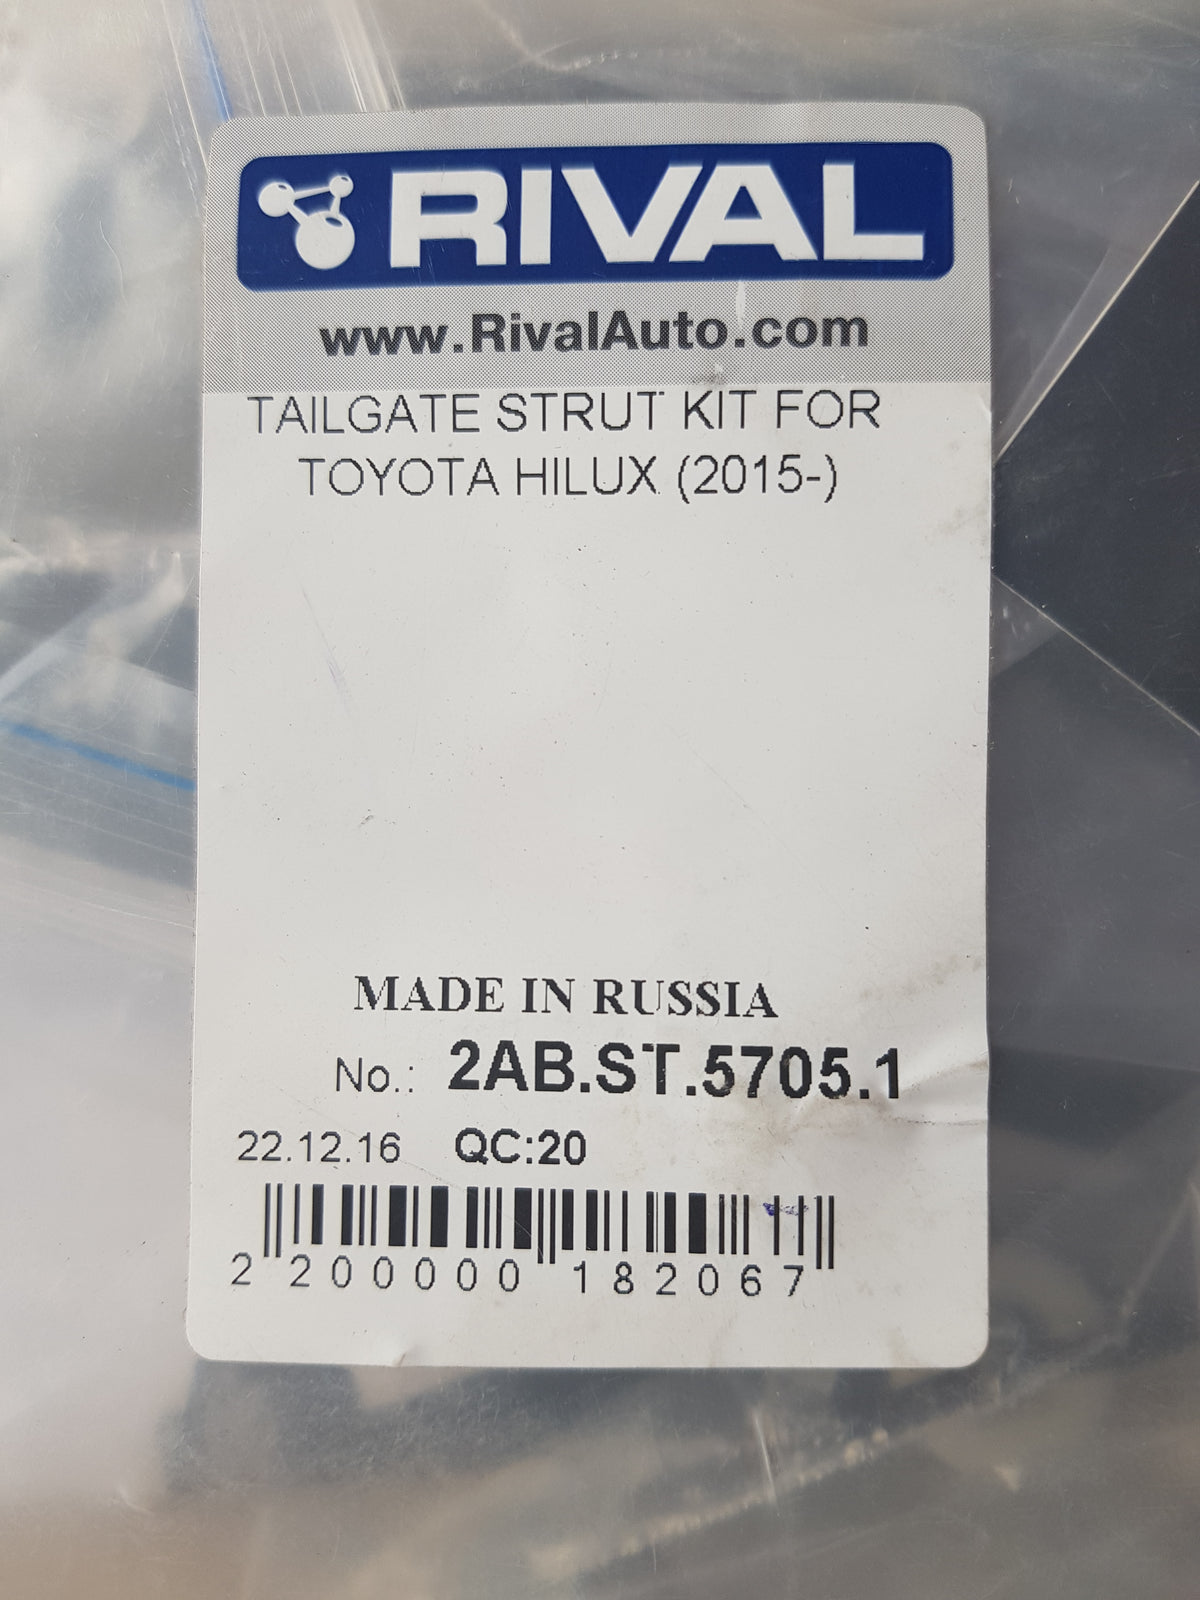 RIVAL
www.RivalAuto.com
TAILGATE STRUT KIT FOR
TOYOTA HILUX (2015-)
MADE IN RUSSIA
No.: 2AB.ST.5705.1
22.12.16 QC:20
2 200000 182067